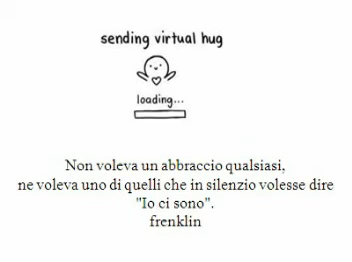 sending virtual hug
loading...
Non voleva un abbraccio qualsiasi,
ne voleva uno di quelli che in silenzio volesse dire
"Io ci sono".
frenklin